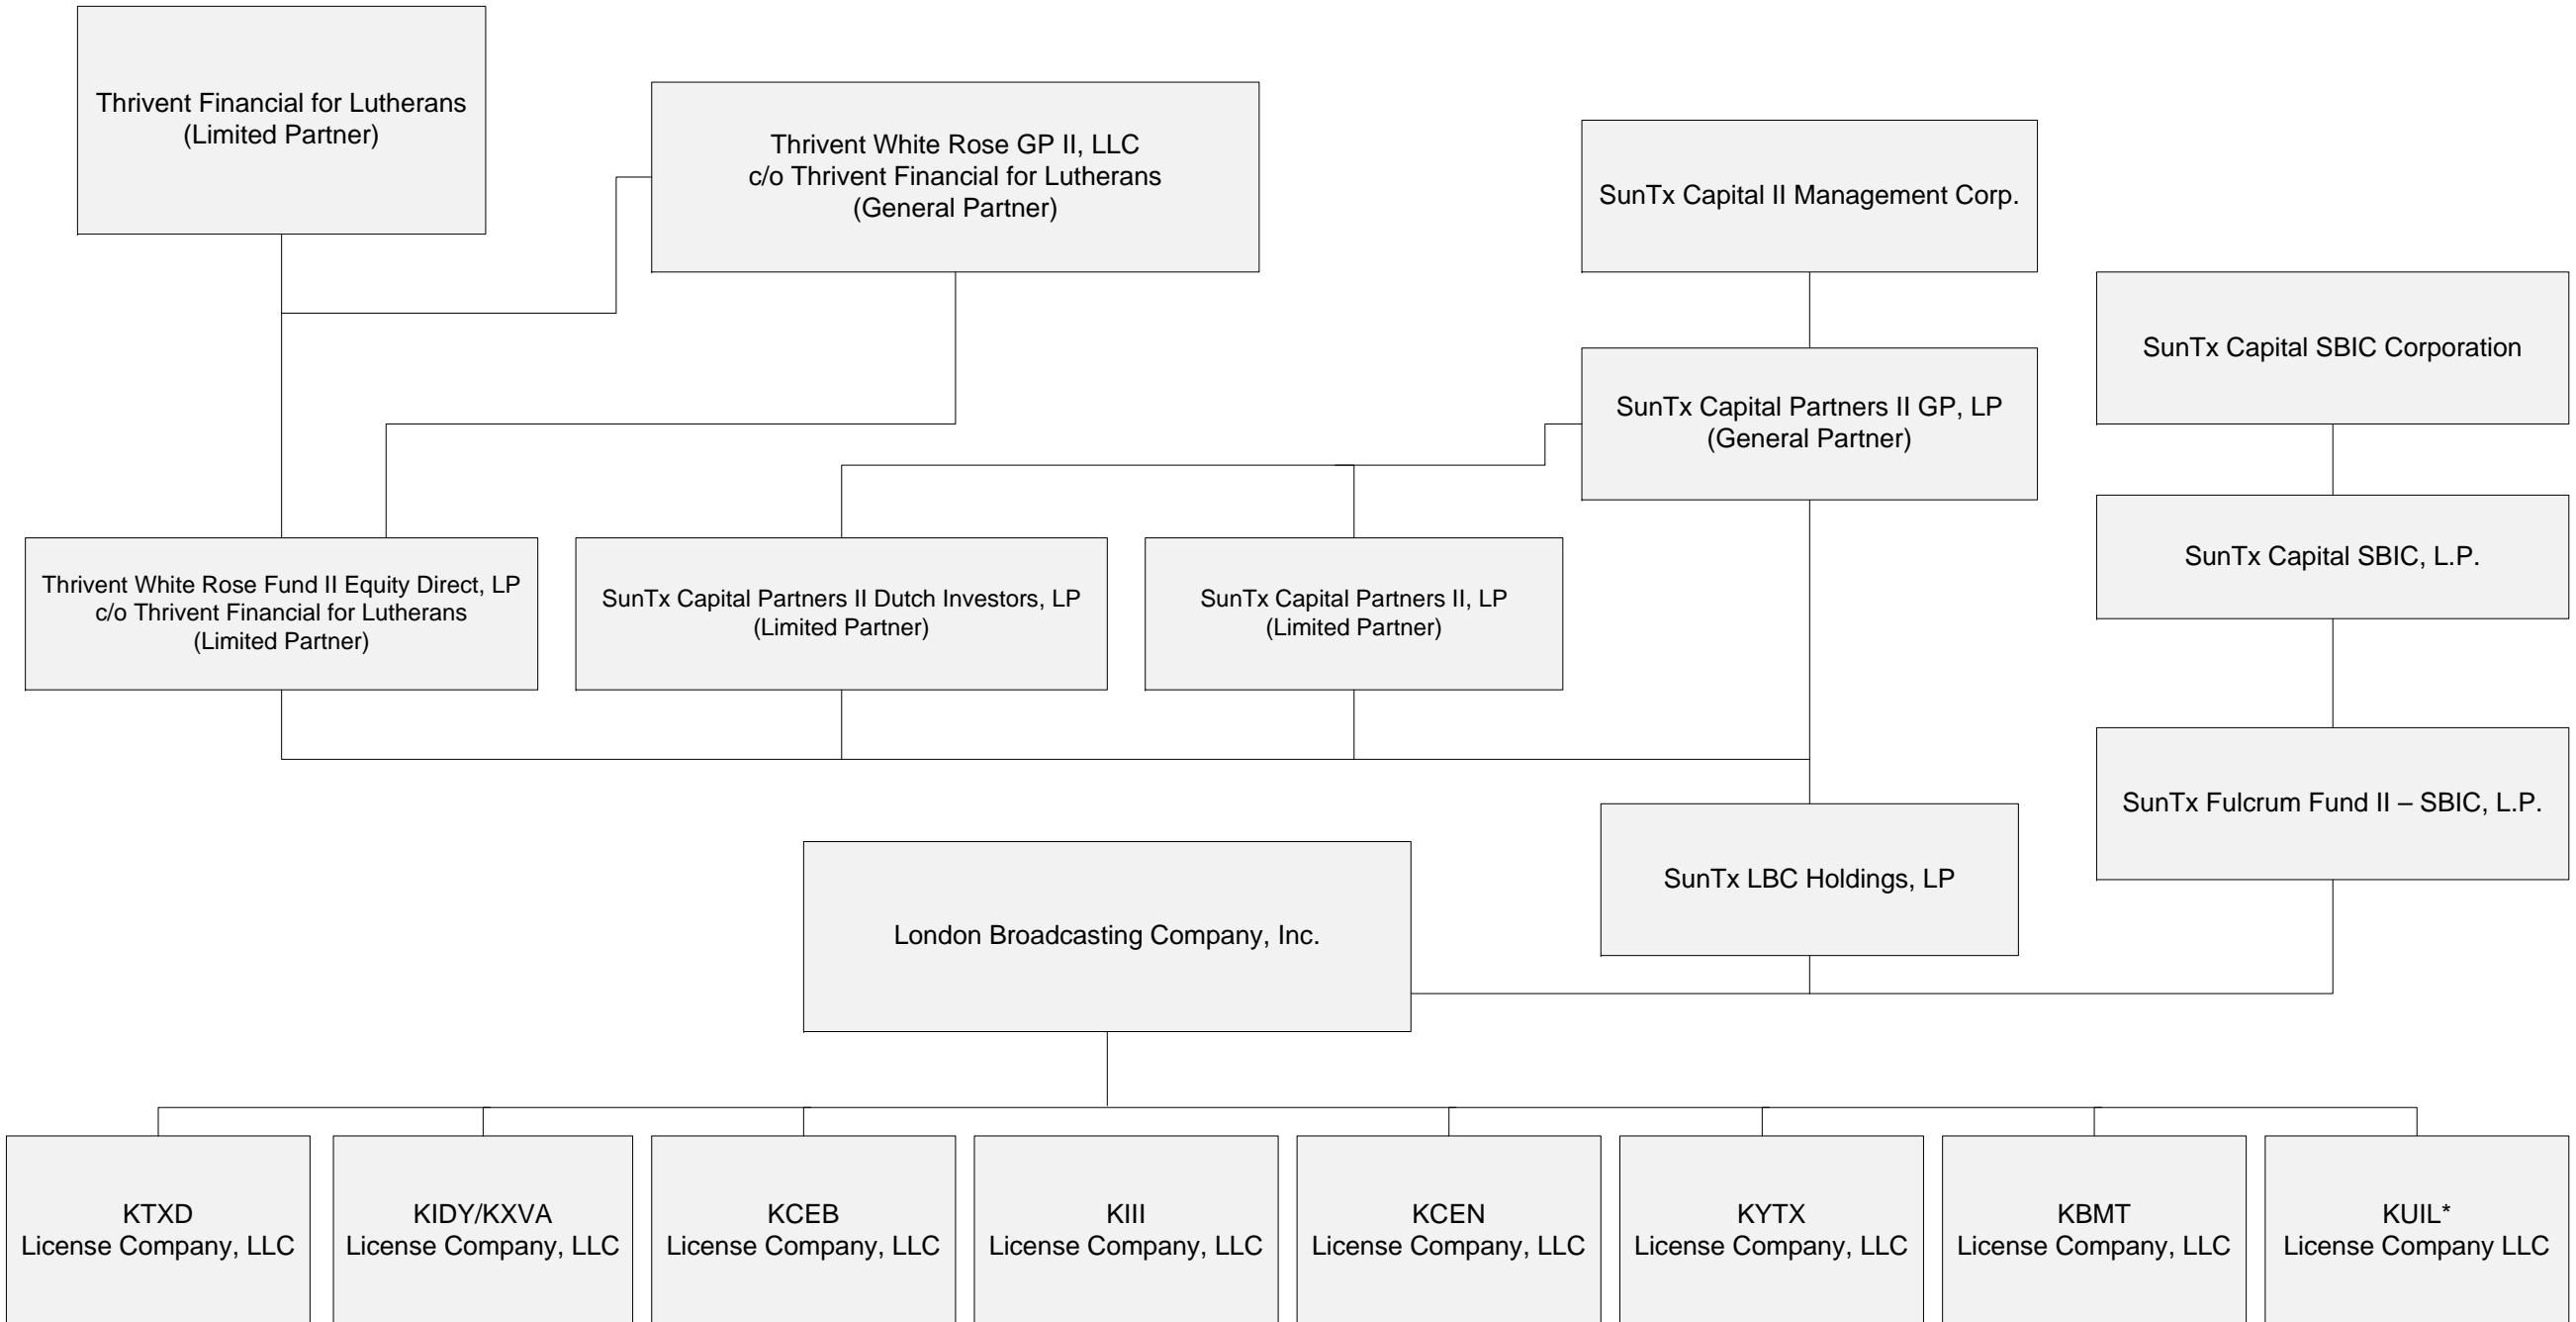 Thrivent Financial for Lutherans
(Limited Partner)
Thrivent White Rose GP II, LLC
c/o Thrivent Financial for Lutherans
(General Partner)
SunTx Capital II Management Corp.
SunTx Capital SBIC Corporation
SunTx Capital Partners II GP, LP
(General Partner)
SunTx Capital SBIC, L.P.
Thrivent White Rose Fund II Equity Direct, LP
c/o Thrivent Financial for Lutherans
(Limited Partner)
SunTx Capital Partners II Dutch Investors, LP
(Limited Partner)
SunTx Capital Partners II, LP
(Limited Partner)
SunTx Fulcrum Fund II – SBIC, L.P.
SunTx LBC Holdings, LP
London Broadcasting Company, Inc.
KTXD
License Company, LLC
KIDY/KXVA
License Company, LLC
KCEB
License Company, LLC
KIII
License Company, LLC
KCEN
License Company, LLC
KYTX
License Company, LLC
KBMT
License Company, LLC
KUIL*
License Company LLC